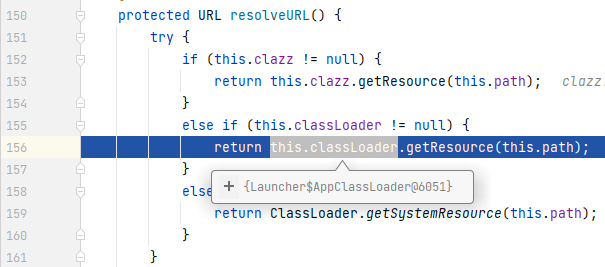 150 protected URL resolveURL() {
151 try {
152 if (this.clazz != null) {
153 return this.clazz.getResource(this.path); clazz:
154 }
155 else if (this.classLoader != null) {
156 return this.classLoader.getResource(this.path);
157 }
+ {Launcher$AppClassLoader@6051}
158 else
159 return ClassLoader.getSystemResource(this.path);
160 }
161 }